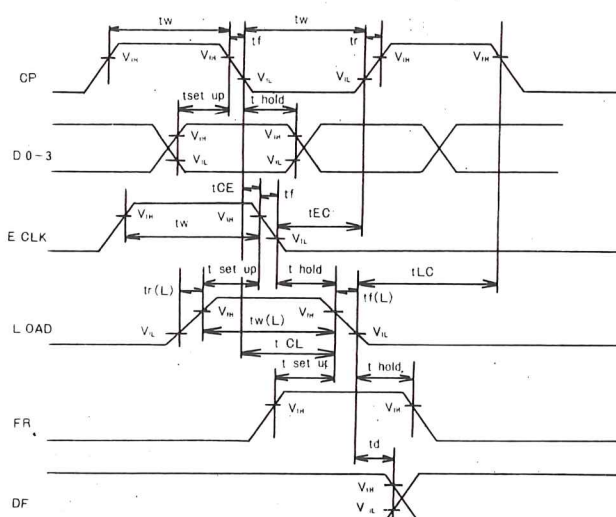 tw tf tw tr
CP VIH VIH VIL VIL VIH VIH
tset up t hold
D0~3 VIH VIL VIH VIL
tCE tf
tw tEC
E CLK VIH VIH VIL
t set up t hold tLC
tr(L) tf(L)
LOAD VIL VIH tw(L) VIH VIL
t CL
t set up t hold
FR VIH VIH
td
DF VIH VIL